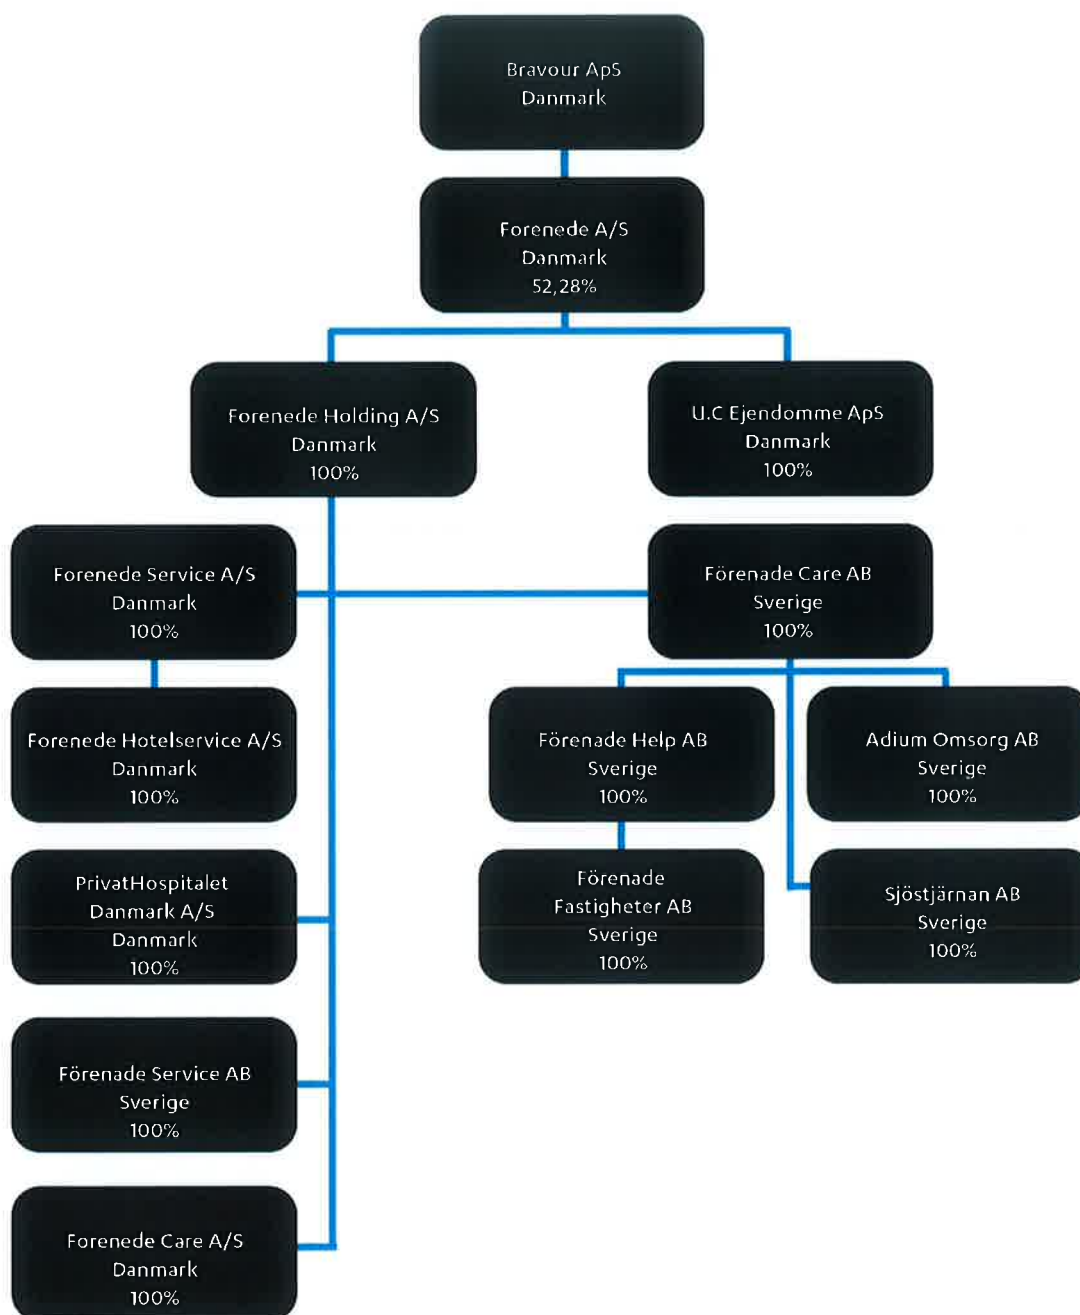 Bravour ApS
Danmark
Forenede A/S
Danmark
52,28%
Forenede Holding A/S
Danmark
100%
U.C Ejendomme ApS
Danmark
100%
Forenede Service A/S
Danmark
100%
Förenade Care AB
Sverige
100%
Forenede Hotelservice A/S
Danmark
100%
Förenade Help AB
Sverige
100%
Adium Omsorg AB
Sverige
100%
PrivatHospitalet
Danmark A/S
Danmark
100%
Förenade
Fastigheter AB
Sverige
100%
Sjöstjärnan AB
Sverige
100%
Förenade Service AB
Sverige
100%
Forenede Care A/S
Danmark
100%